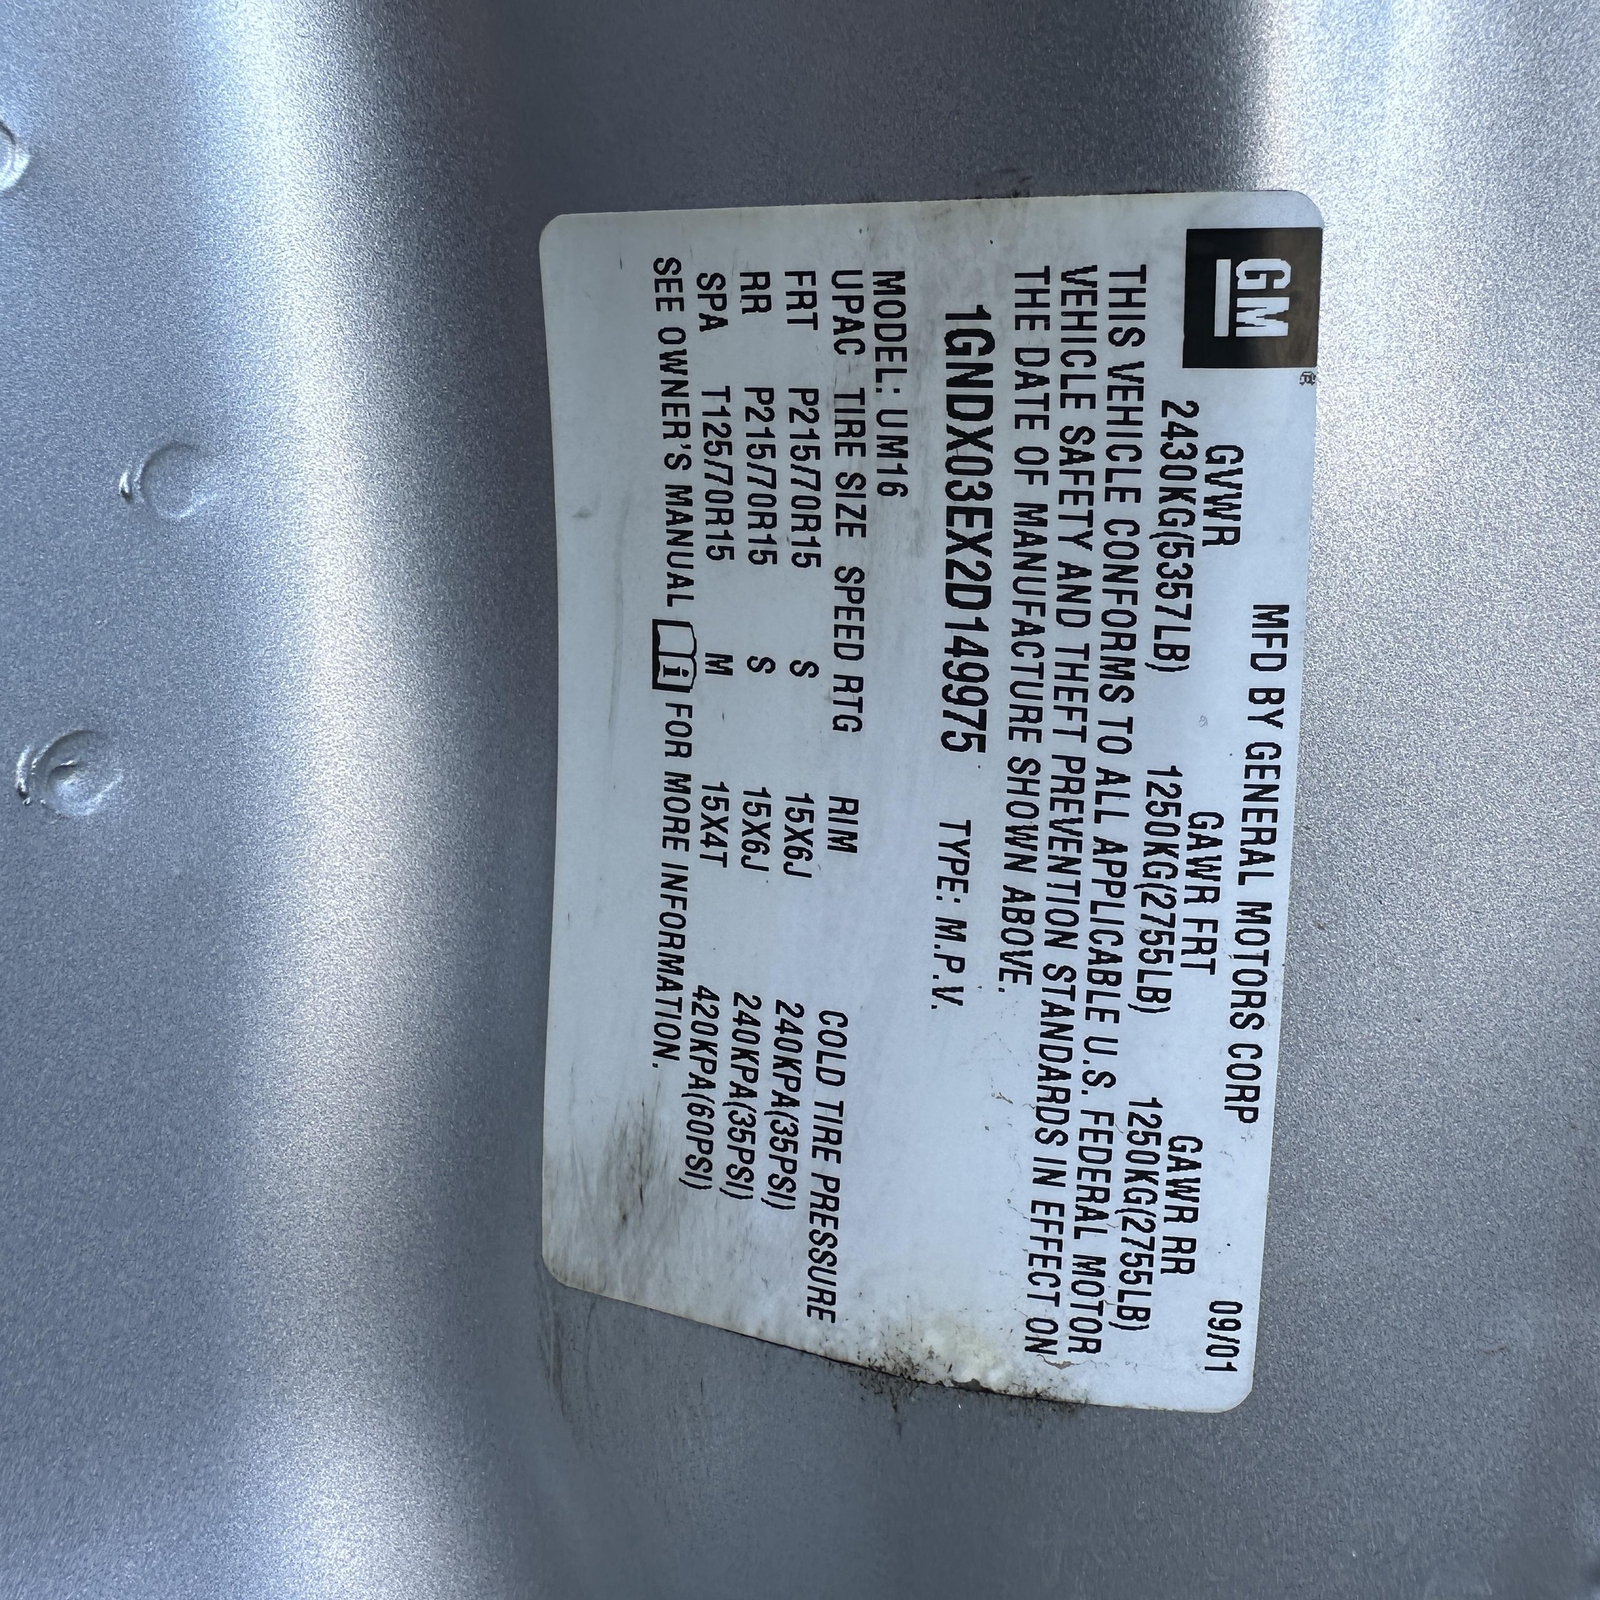 GM®
MFD BY GENERAL MOTORS CORP 09/01
GVWR GAWR FRT GAWR RR
2430KG(5357LB) 1250KG(2755LB) 1250KG(2755LB)
THIS VEHICLE CONFORMS TO ALL APPLICABLE U.S. FEDERAL MOTOR
VEHICLE SAFETY AND THEFT PREVENTION STANDARDS IN EFFECT ON
THE DATE OF MANUFACTURE SHOWN ABOVE.
1GNDX03EX2D149975 TYPE: M.P.V.
MODEL: UM16
UPAC TIRE SIZE SPEED RTG RIM COLD TIRE PRESSURE
FRT P215/70R15 S 15X6J 240KPA(35PSI)
RR P215/70R15 S 15X6J 240KPA(35PSI)
SPA T125/70R15 M 15X4T 420KPA(60PSI)
SEE OWNER'S MANUAL i FOR MORE INFORMATION.